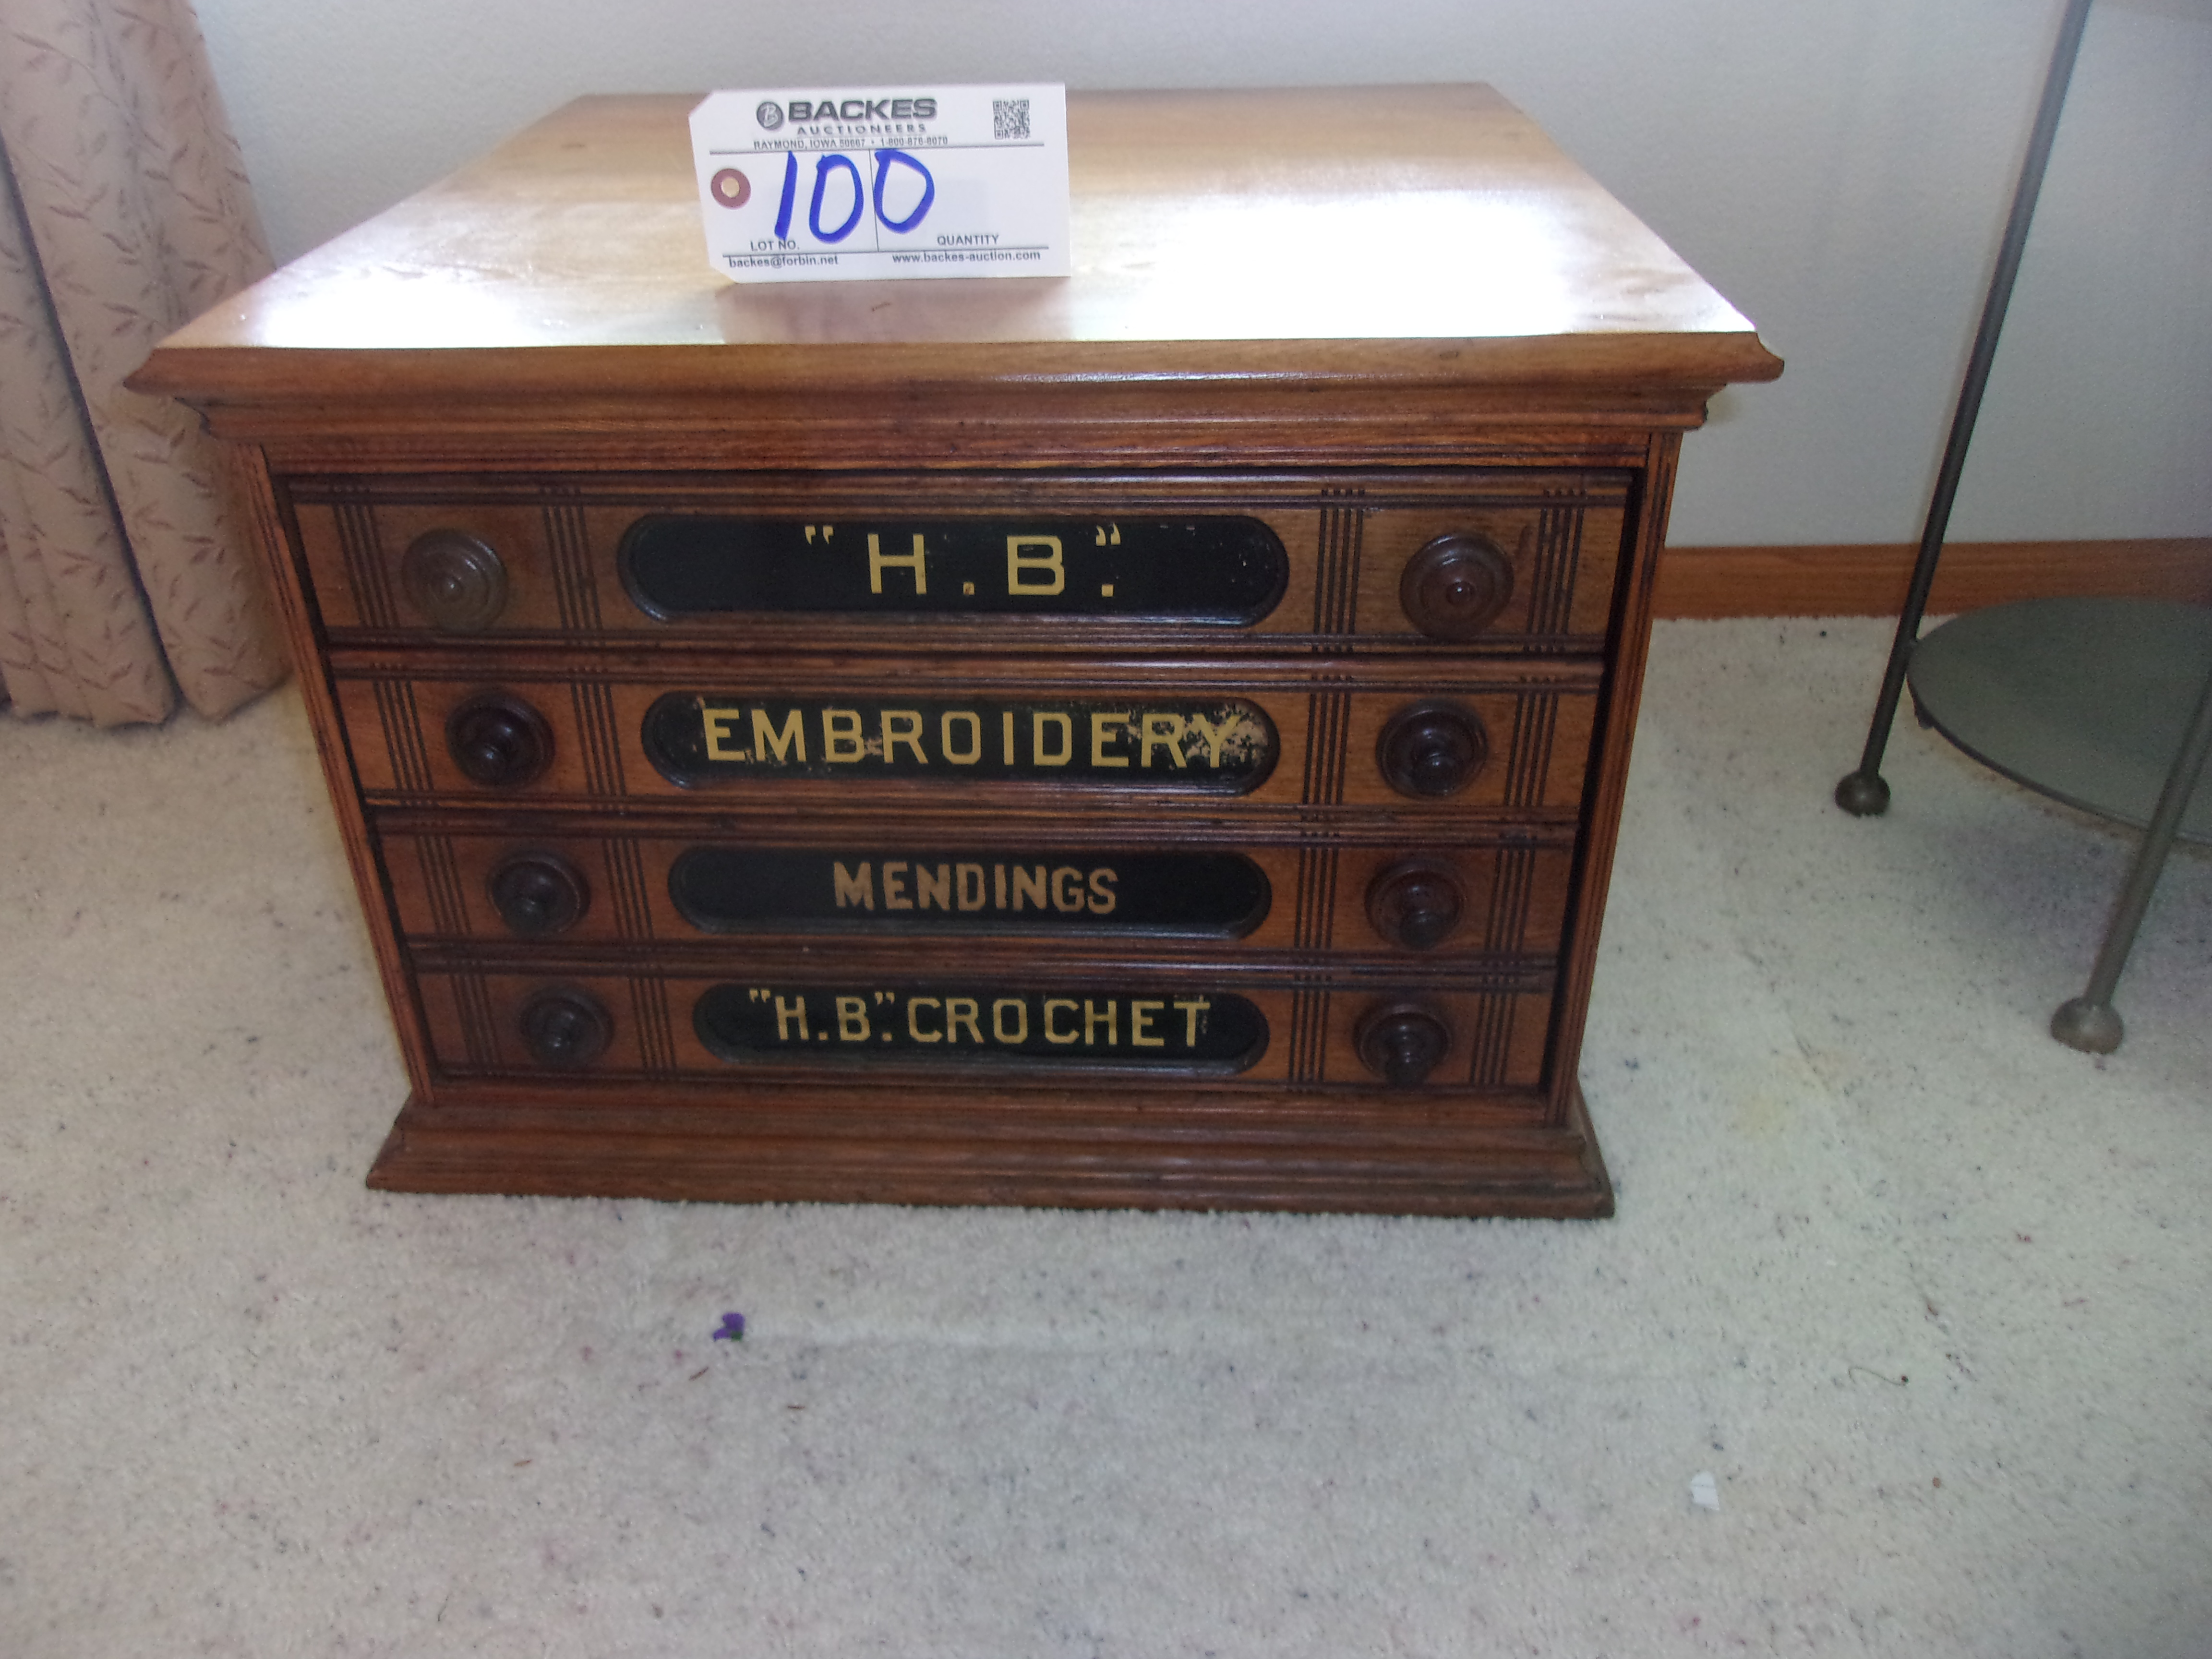 BACKES
AUCTIONEERS
RAYMOND, IOWA 50667 • 1-800-876-8070
100
LOT NO. QUANTITY
backes@forbin.net www.backes-auction.com
"H.B."
EMBROIDERY
MENDINGS
"H.B". CROCHET